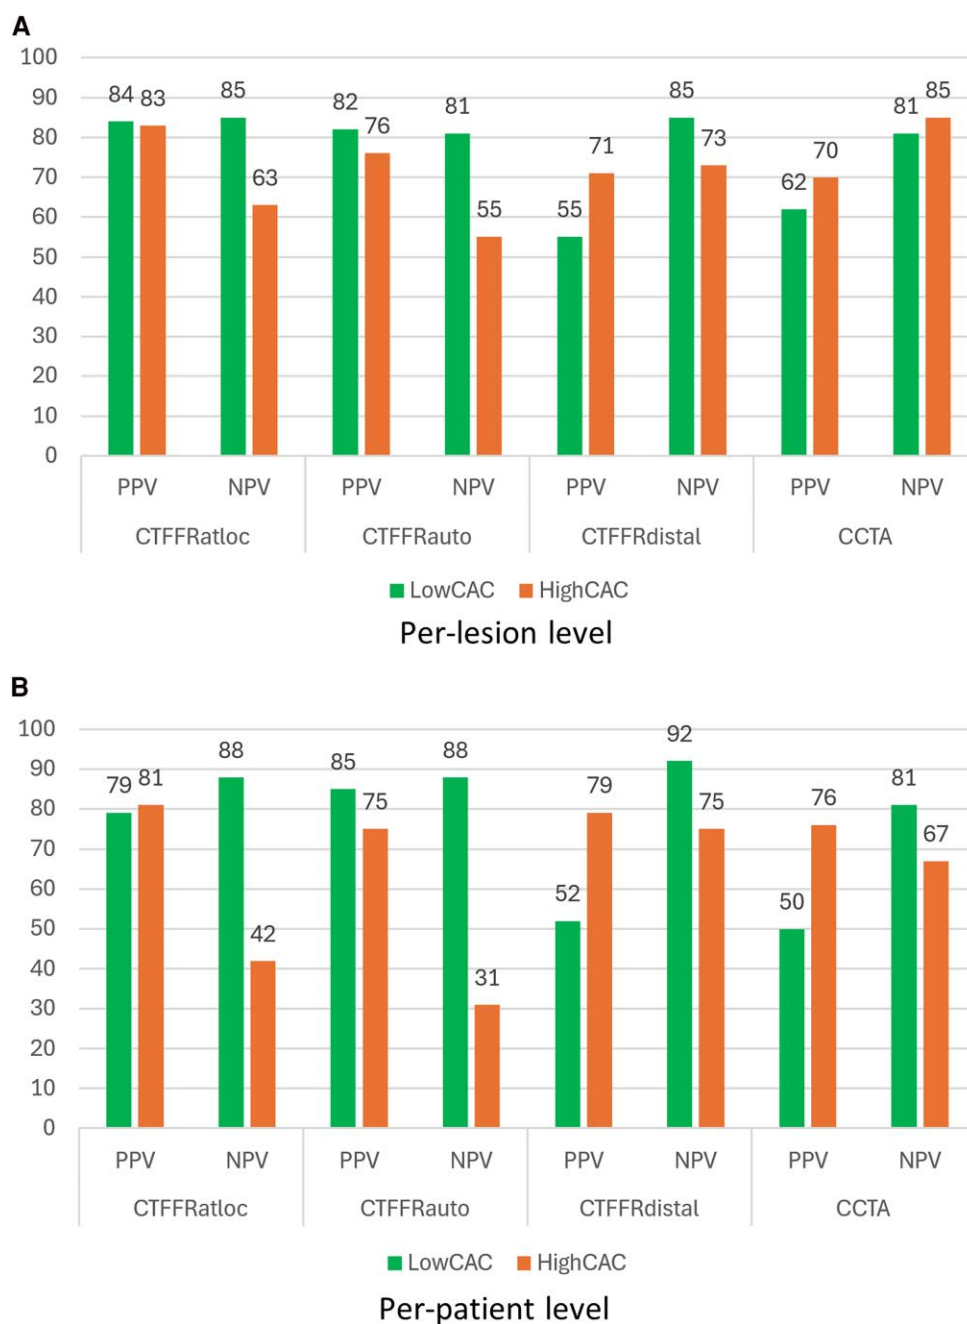 A
100
90
80
70
60
50
40
30
20
10
0
84 83 85 63 82 76 81 55 55 71 85 73 62 70 81 85
PPV NPV PPV NPV PPV NPV PPV NPV
CTFFRatloc CTFFRauto CTFFRdistal CCTA
LowCAC HighCAC
Per-lesion level
B
100
90
80
70
60
50
40
30
20
10
0
79 81 88 42 85 75 88 31 52 79 92 75 50 76 81 67
PPV NPV PPV NPV PPV NPV PPV NPV
CTFFRatloc CTFFRauto CTFFRdistal CCTA
LowCAC HighCAC
Per-patient level